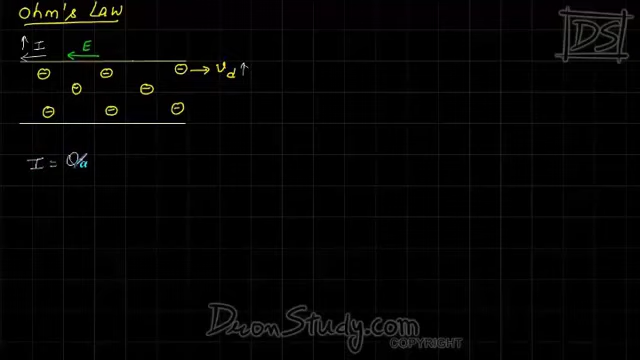 Ohm's Law
DS
↑ I E
⊖ ⊖ ⊖ → v_d ↑
⊖ ⊖
⊖ ⊖ ⊖
I =
DronStudy.com
COPYRIGHT